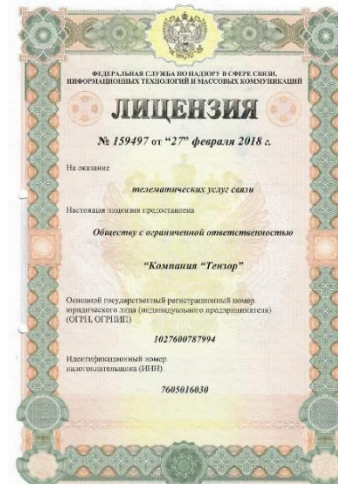 ФЕДЕРАЛЬНАЯ СЛУЖБА ПО НАДЗОРУ В СФЕРЕ СВЯЗИ,
ИНФОРМАЦИОННЫХ ТЕХНОЛОГИЙ И МАССОВЫХ КОММУНИКАЦИЙ
ЛИЦЕНЗИЯ
№ 159497 от “27” февраля 2018 г.
На оказание
телематических услуг связи
Настоящая лицензия предоставлена
Обществу с ограниченной ответственностью
“Компания “Тензор”
Основной государственный регистрационный номер
юридического лица (индивидуального предпринимателя)
(ОГРН, ОГРНИП)
1027600787994
Идентификационный номер
налогоплательщика (ИНН)
7605016030